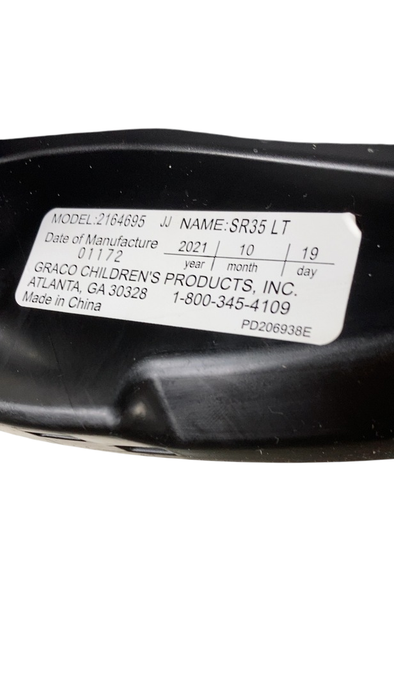 MODEL:2164695 JJ NAME:SR35 LT
Date of Manufacture 2021 10 19
01172 year month day
GRACO CHILDREN'S PRODUCTS, INC.
ATLANTA, GA 30328 1-800-345-4109
Made in China PD206938E